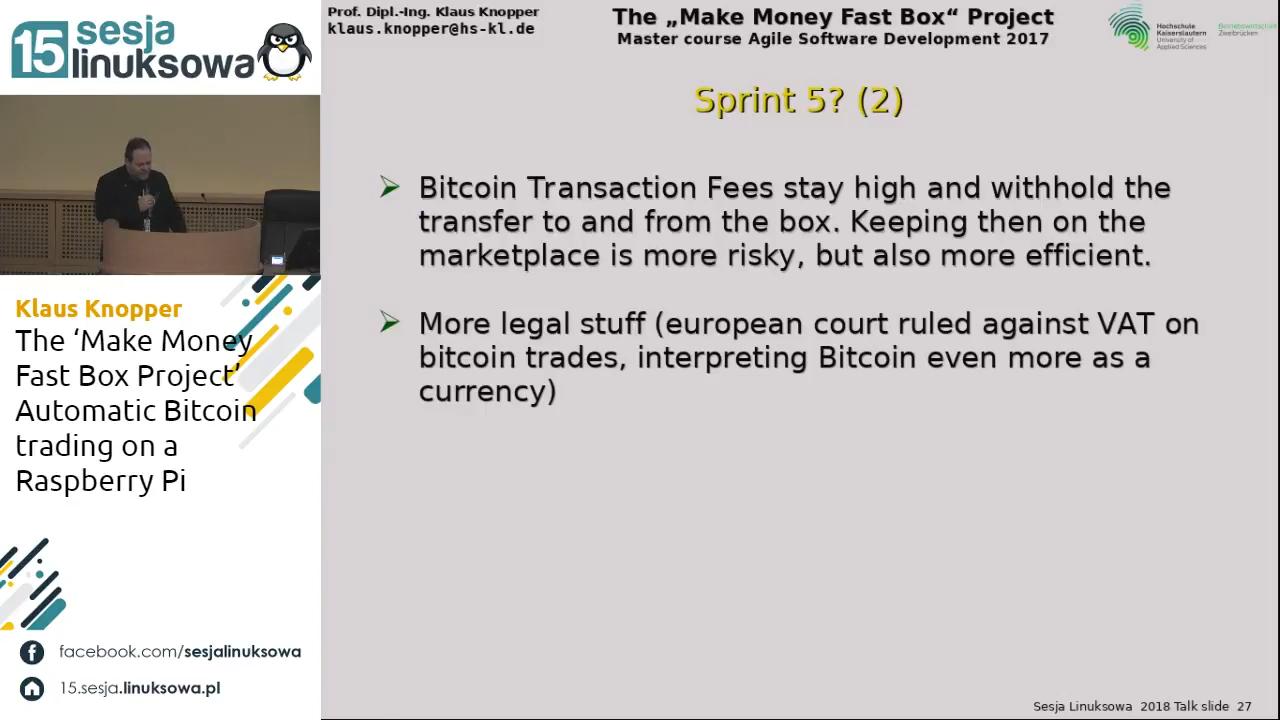 15 sesja
linuksowa
Klaus Knopper
The ‘Make Money
Fast Box Project’
Automatic Bitcoin
trading on a
Raspberry Pi
facebook.com/sesjalinuksowa
15.sesja.linuksowa.pl
Prof. Dipl.-Ing. Klaus Knopper
klaus.knopper@hs-kl.de
The „Make Money Fast Box“ Project
Master course Agile Software Development 2017
Hochschule
Kaiserslautern
University of
Applied Sciences
Betriebswirtschaft
Zweibrücken
Sprint 5? (2)
Bitcoin Transaction Fees stay high and withhold the
transfer to and from the box. Keeping then on the
marketplace is more risky, but also more efficient.
More legal stuff (european court ruled against VAT on
bitcoin trades, interpreting Bitcoin even more as a
currency)
Sesja Linuksowa 2018 Talk slide 27